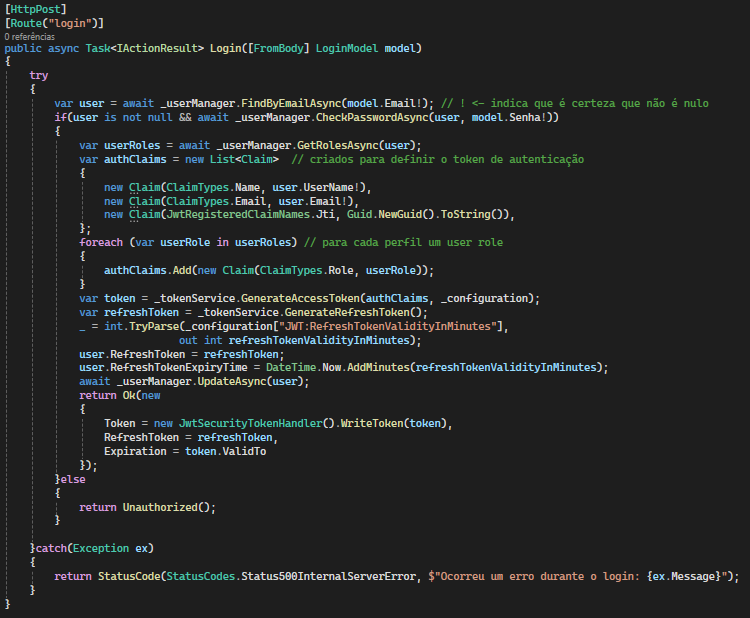 [HttpPost]
[Route("login")]
0 referências
public async Task<IActionResult> Login([FromBody] LoginModel model)
{
    try
    {
        var user = await _userManager.FindByEmailAsync(model.Email!); // ! <- indica que é certeza que não é nulo
        if(user is not null && await _userManager.CheckPasswordAsync(user, model.Senha!))
        {
            var userRoles = await _userManager.GetRolesAsync(user);
            var authClaims = new List<Claim>  // criados para definir o token de autenticação
            {
                new Claim(ClaimTypes.Name, user.UserName!),
                new Claim(ClaimTypes.Email, user.Email!),
                new Claim(JwtRegisteredClaimNames.Jti, Guid.NewGuid().ToString()),
            };
            foreach (var userRole in userRoles) // para cada perfil um user role
            {
                authClaims.Add(new Claim(ClaimTypes.Role, userRole));
            }
            var token = _tokenService.GenerateAccessToken(authClaims, _configuration);
            var refreshToken = _tokenService.GenerateRefreshToken();
            _ = int.TryParse(_configuration["JWT:RefreshTokenValidityInMinutes"],
                            out int refreshTokenValidityInMinutes);
            user.RefreshToken = refreshToken;
            user.RefreshTokenExpiryTime = DateTime.Now.AddMinutes(refreshTokenValidityInMinutes);
            await _userManager.UpdateAsync(user);
            return Ok(new
            {
                Token = new JwtSecurityTokenHandler().WriteToken(token),
                RefreshToken = refreshToken,
                Expiration = token.ValidTo
            });
        }else
        {
            return Unauthorized();
        }

    }catch(Exception ex)
    {
        return StatusCode(StatusCodes.Status500InternalServerError, $"Ocorreu um erro durante o login: {ex.Message}");
    }
}